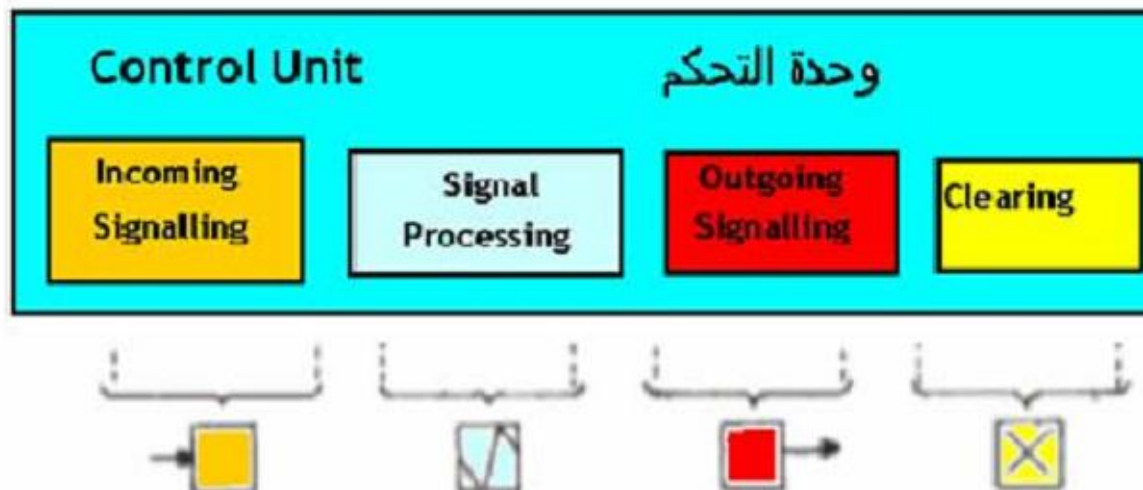 Control Unit
وحدة التحكم
Incoming
Signalling
Signal
Processing
Outgoing
Signalling
Clearing